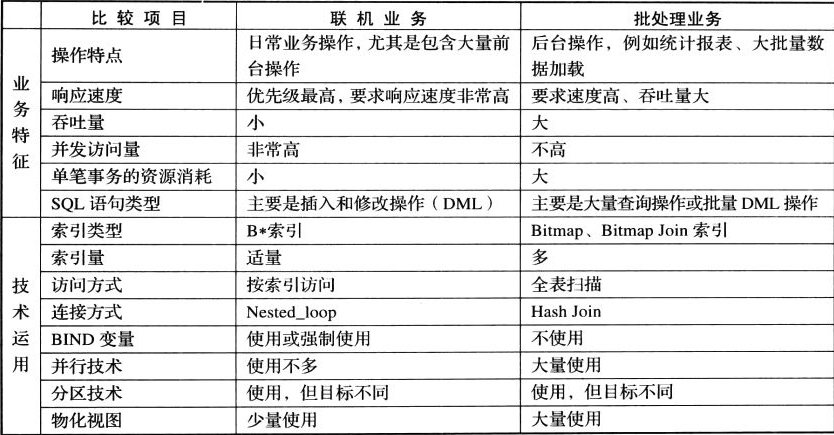 比较项目 联机业务 批处理业务
业务特征
操作特点 日常业务操作，尤其是包含大量前 后台操作，例如统计报表、大批量数
台操作 据加载
响应速度 优先级最高，要求响应速度非常高 要求速度高、吞吐量大
吞吐量 小 大
并发访问量 非常高 不高
单笔事务的资源消耗 小 大
SQL 语句类型 主要是插入和修改操作（DML） 主要是大量查询操作或批量 DML 操作
技术运用
索引类型 B*索引 Bitmap、Bitmap Join 索引
索引量 适量 多
访问方式 按索引访问 全表扫描
连接方式 Nested_loop Hash Join
BIND 变量 使用或强制使用 不使用
并行技术 使用不多 大量使用
分区技术 使用，但目标不同 使用，但目标不同
物化视图 少量使用 大量使用